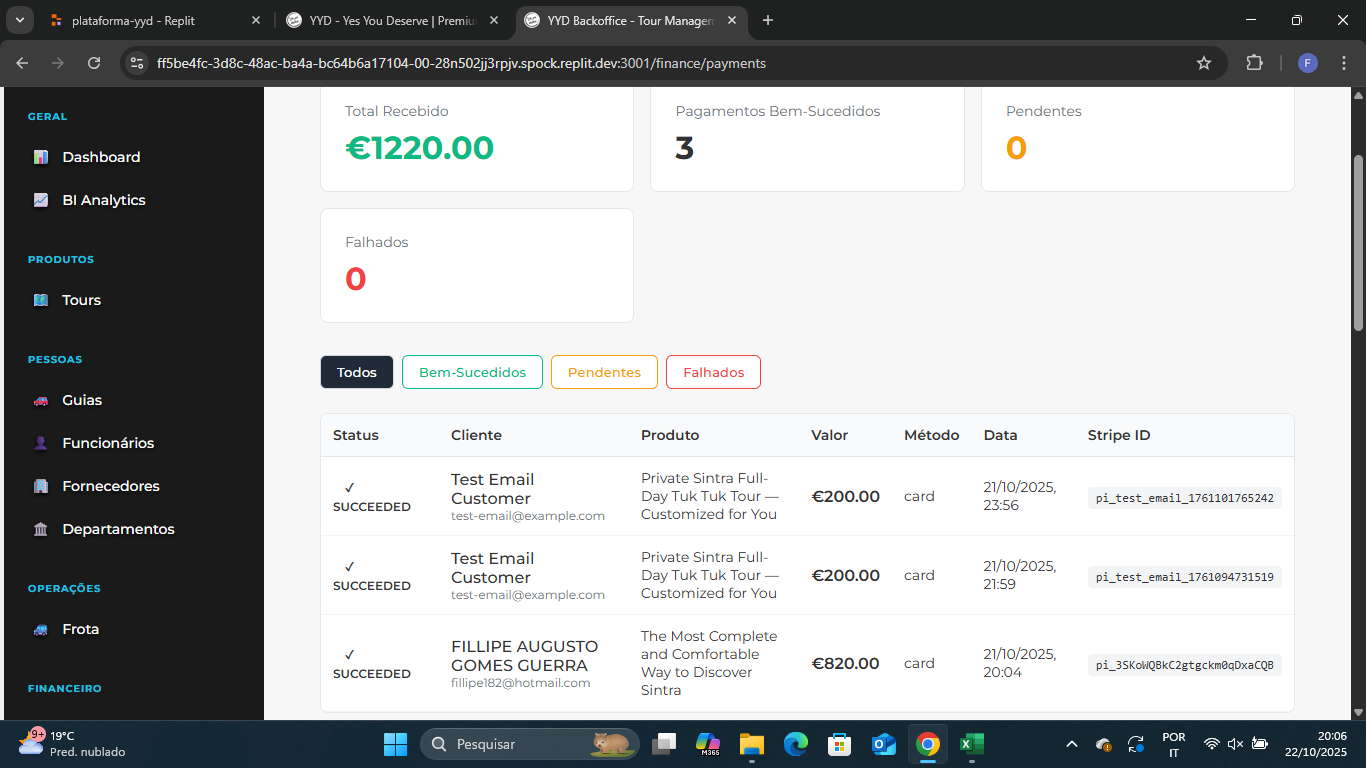 plataforma-yyd - Replit
YYD - Yes You Deserve | Premiu
YYD Backoffice - Tour Managem
ff5be4fc-3d8c-48ac-ba4a-bc64b6a17104-00-28n502jj3rpjv.spock.replit.dev:3001/finance/payments
F
GERAL
Dashboard
BI Analytics
PRODUTOS
Tours
PESSOAS
Guias
Funcionários
Fornecedores
Departamentos
OPERAÇÕES
Frota
FINANCEIRO
Total Recebido
€1220.00
Pagamentos Bem-Sucedidos
3
Pendentes
0
Falhados
0
Todos
Bem-Sucedidos
Pendentes
Falhados
Status Cliente Produto Valor Método Data Stripe ID
✓
SUCCEEDED
Test Email
Customer
test-email@example.com
Private Sintra Full-
Day Tuk Tuk Tour —
Customized for You
€200.00
card
21/10/2025,
23:56
pi_test_email_1761101765242
✓
SUCCEEDED
Test Email
Customer
test-email@example.com
Private Sintra Full-
Day Tuk Tuk Tour —
Customized for You
€200.00
card
21/10/2025,
21:59
pi_test_email_1761094731519
✓
SUCCEEDED
FILLIPE AUGUSTO
GOMES GUERRA
fillipe182@hotmail.com
The Most Complete
and Comfortable
Way to Discover
Sintra
€820.00
card
21/10/2025,
20:04
pi_3SKoWQBkC2gtgckm0qDxaCQB
9+
19°C
Pred. nublado
Pesquisar
M365
POR
IT
20:06
22/10/2025